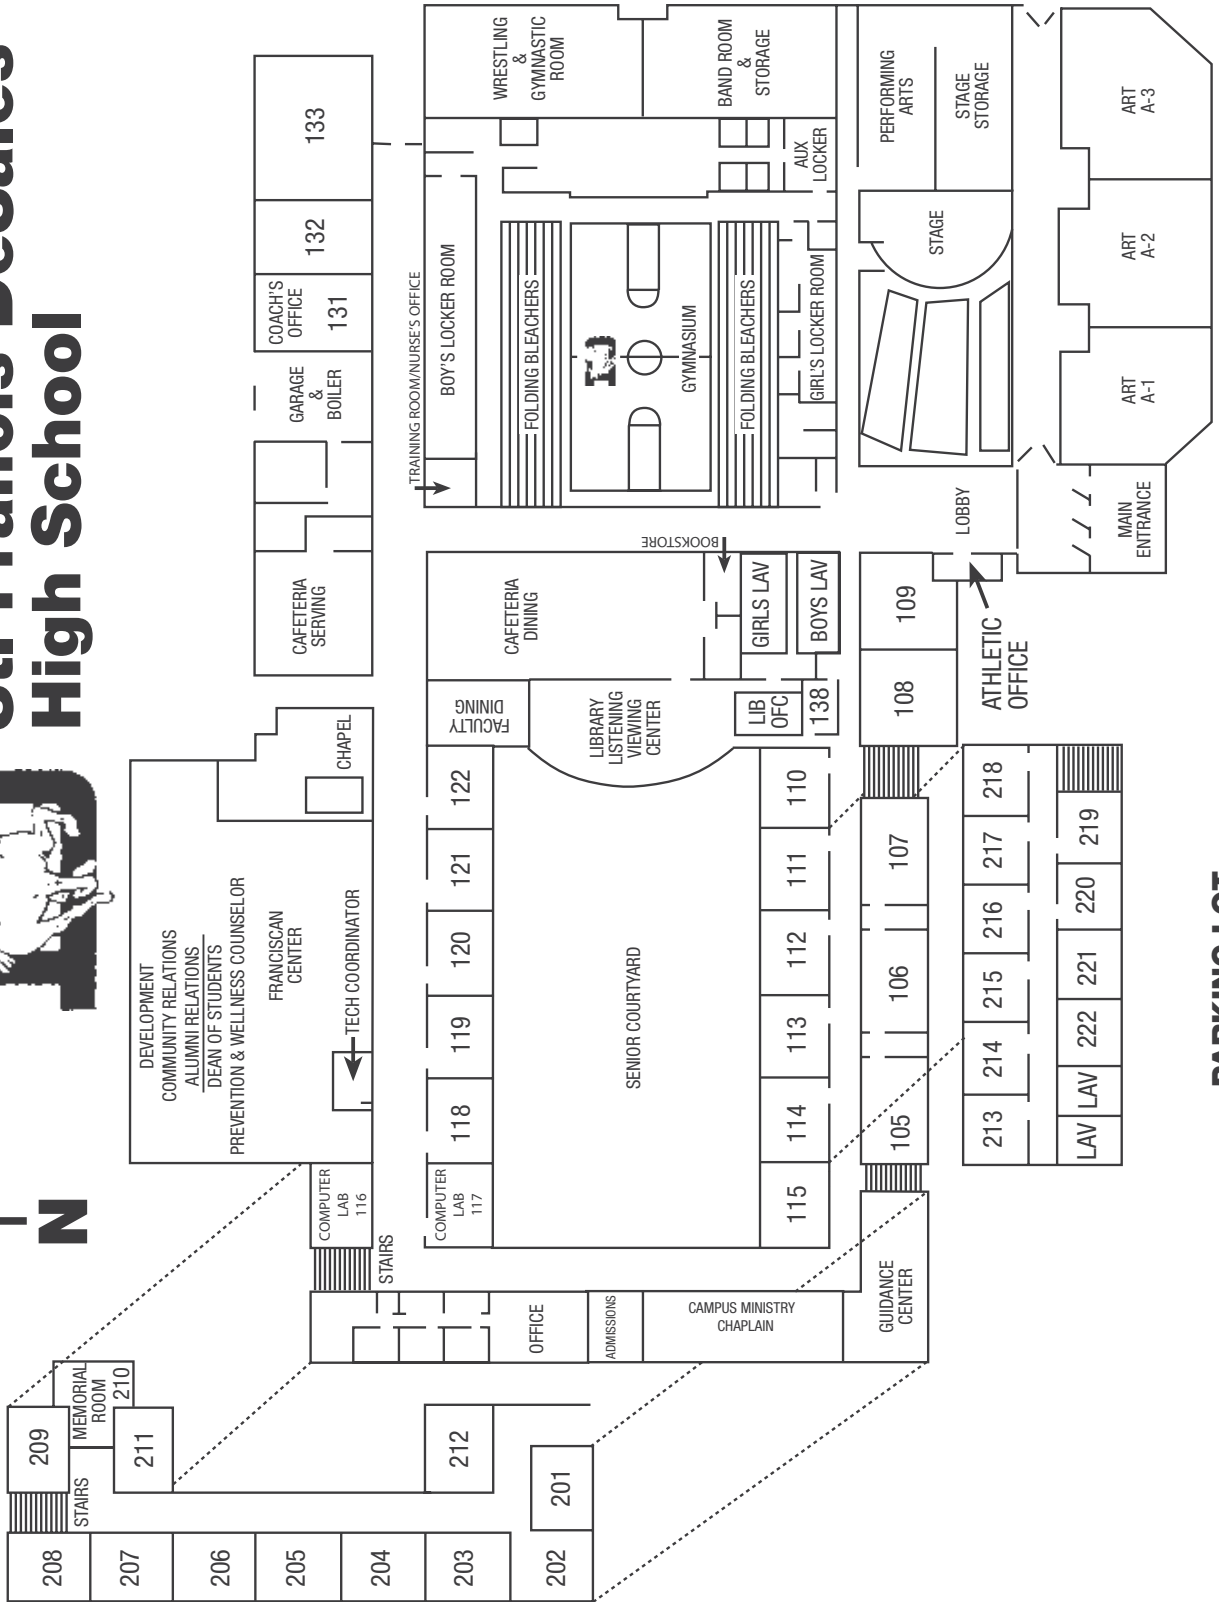 St. Francis DeSales
High School
N
133
132
COACH'S
OFFICE
131
GARAGE
&
BOILER
CAFETERIA
SERVING
CHAPEL
DEVELOPMENT
COMMUNITY RELATIONS
ALUMNI RELATIONS
DEAN OF STUDENTS
PREVENTION & WELLNESS COUNSELOR
FRANCISCAN
CENTER
TECH COORDINATOR
COMPUTER
LAB
116
STAIRS
WRESTLING
&
GYMNASTIC
ROOM
BAND ROOM
&
STORAGE
AUX
LOCKER
TRAINING ROOM/NURSE'S OFFICE
BOY'S LOCKER ROOM
FOLDING BLEACHERS
GYMNASIUM
FOLDING BLEACHERS
GIRL'S LOCKER ROOM
PERFORMING
ARTS
STAGE
STORAGE
STAGE
ART
A-3
ART
A-2
ART
A-1
LOBBY
MAIN
ENTRANCE
BOOKSTORE
CAFETERIA
DINING
GIRLS LAV
BOYS LAV
FACULTY
DINING
LIBRARY
LISTENING
VIEWING
CENTER
LIB
OFC
138
109
108
ATHLETIC
OFFICE
122
121
120
119
118
COMPUTER
LAB
117
SENIOR COURTYARD
110
111
112
113
114
115
107
106
105
218
217
216
215
214
213
219
220
221
222
LAV
LAV
OFFICE
ADMISSIONS
CAMPUS MINISTRY
CHAPLAIN
GUIDANCE
CENTER
209
MEMORIAL
ROOM
210
211
STAIRS
212
201
208
207
206
205
204
203
202
PARKING LOT